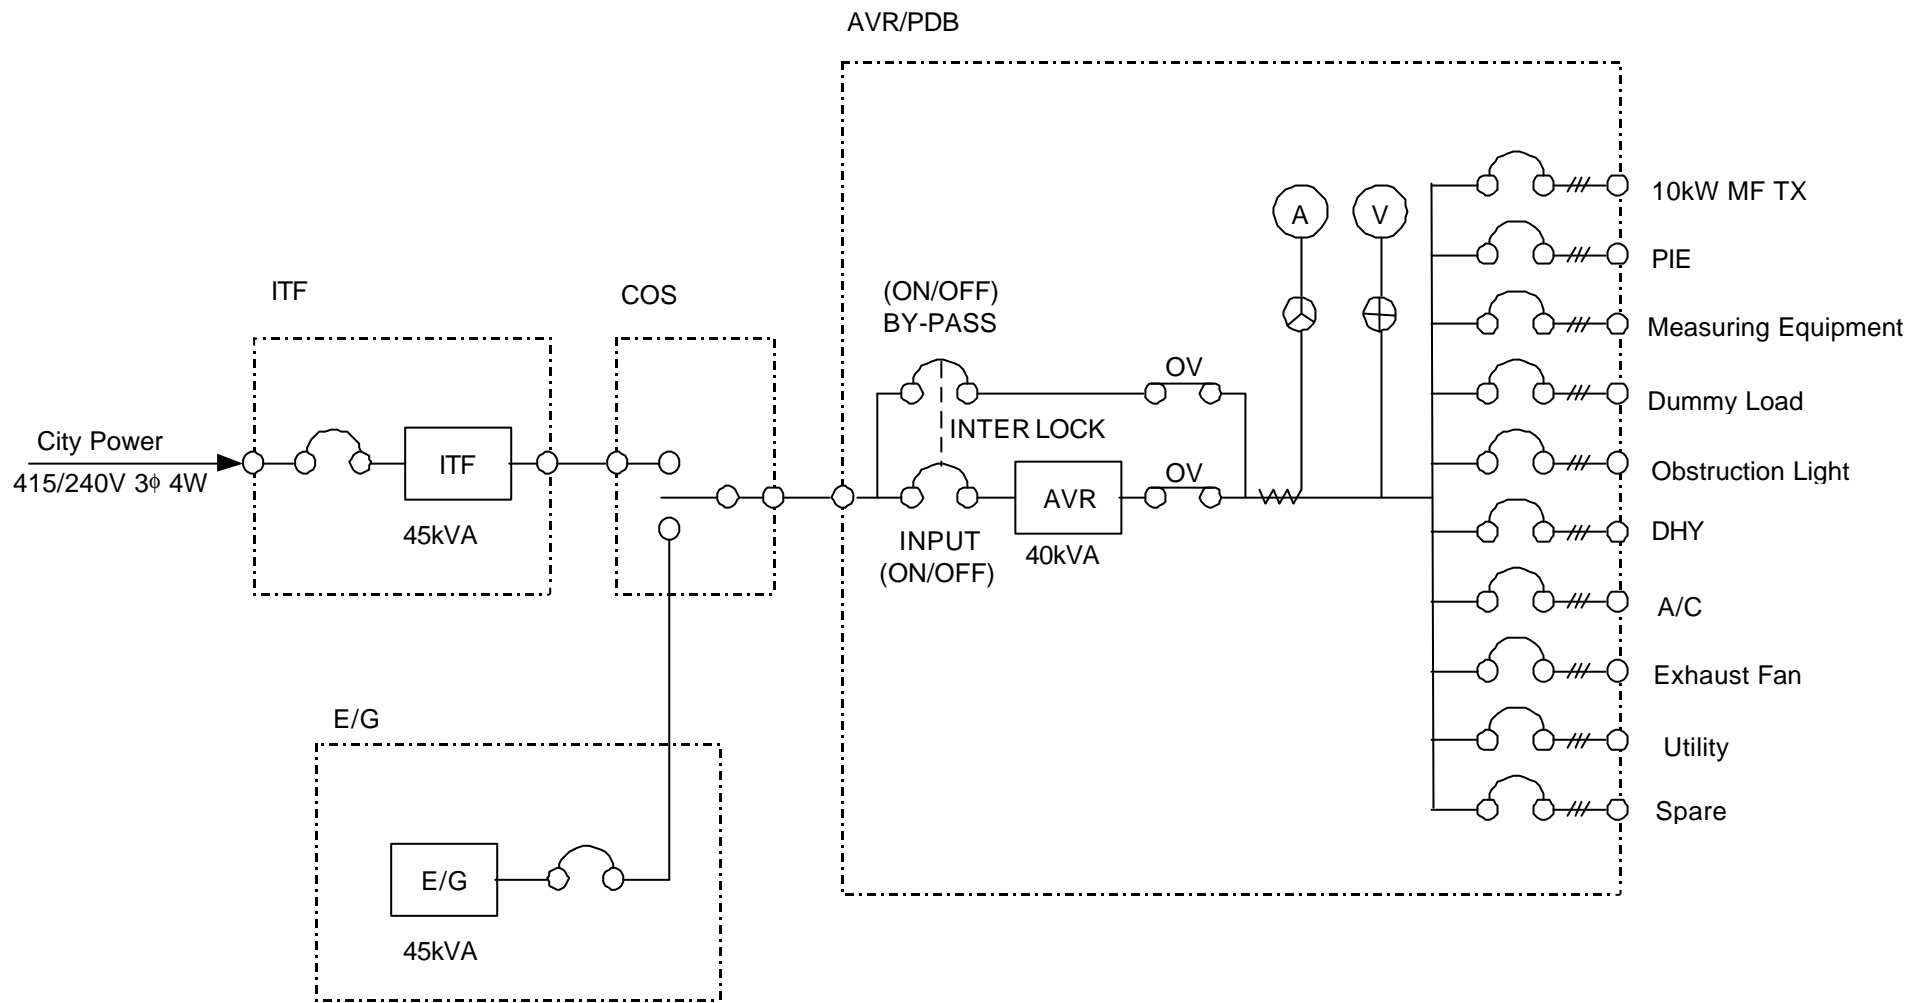 AVR/PDB
ITF
COS
(ON/OFF)
BY-PASS
A
V
10kW MF TX
PIE
Measuring Equipment
Dummy Load
Obstruction Light
DHY
A/C
Exhaust Fan
Utility
Spare
OV
INTER LOCK
City Power
415/240V 3ϕ 4W
ITF
45kVA
OV
AVR
40kVA
INPUT
(ON/OFF)
E/G
E/G
45kVA